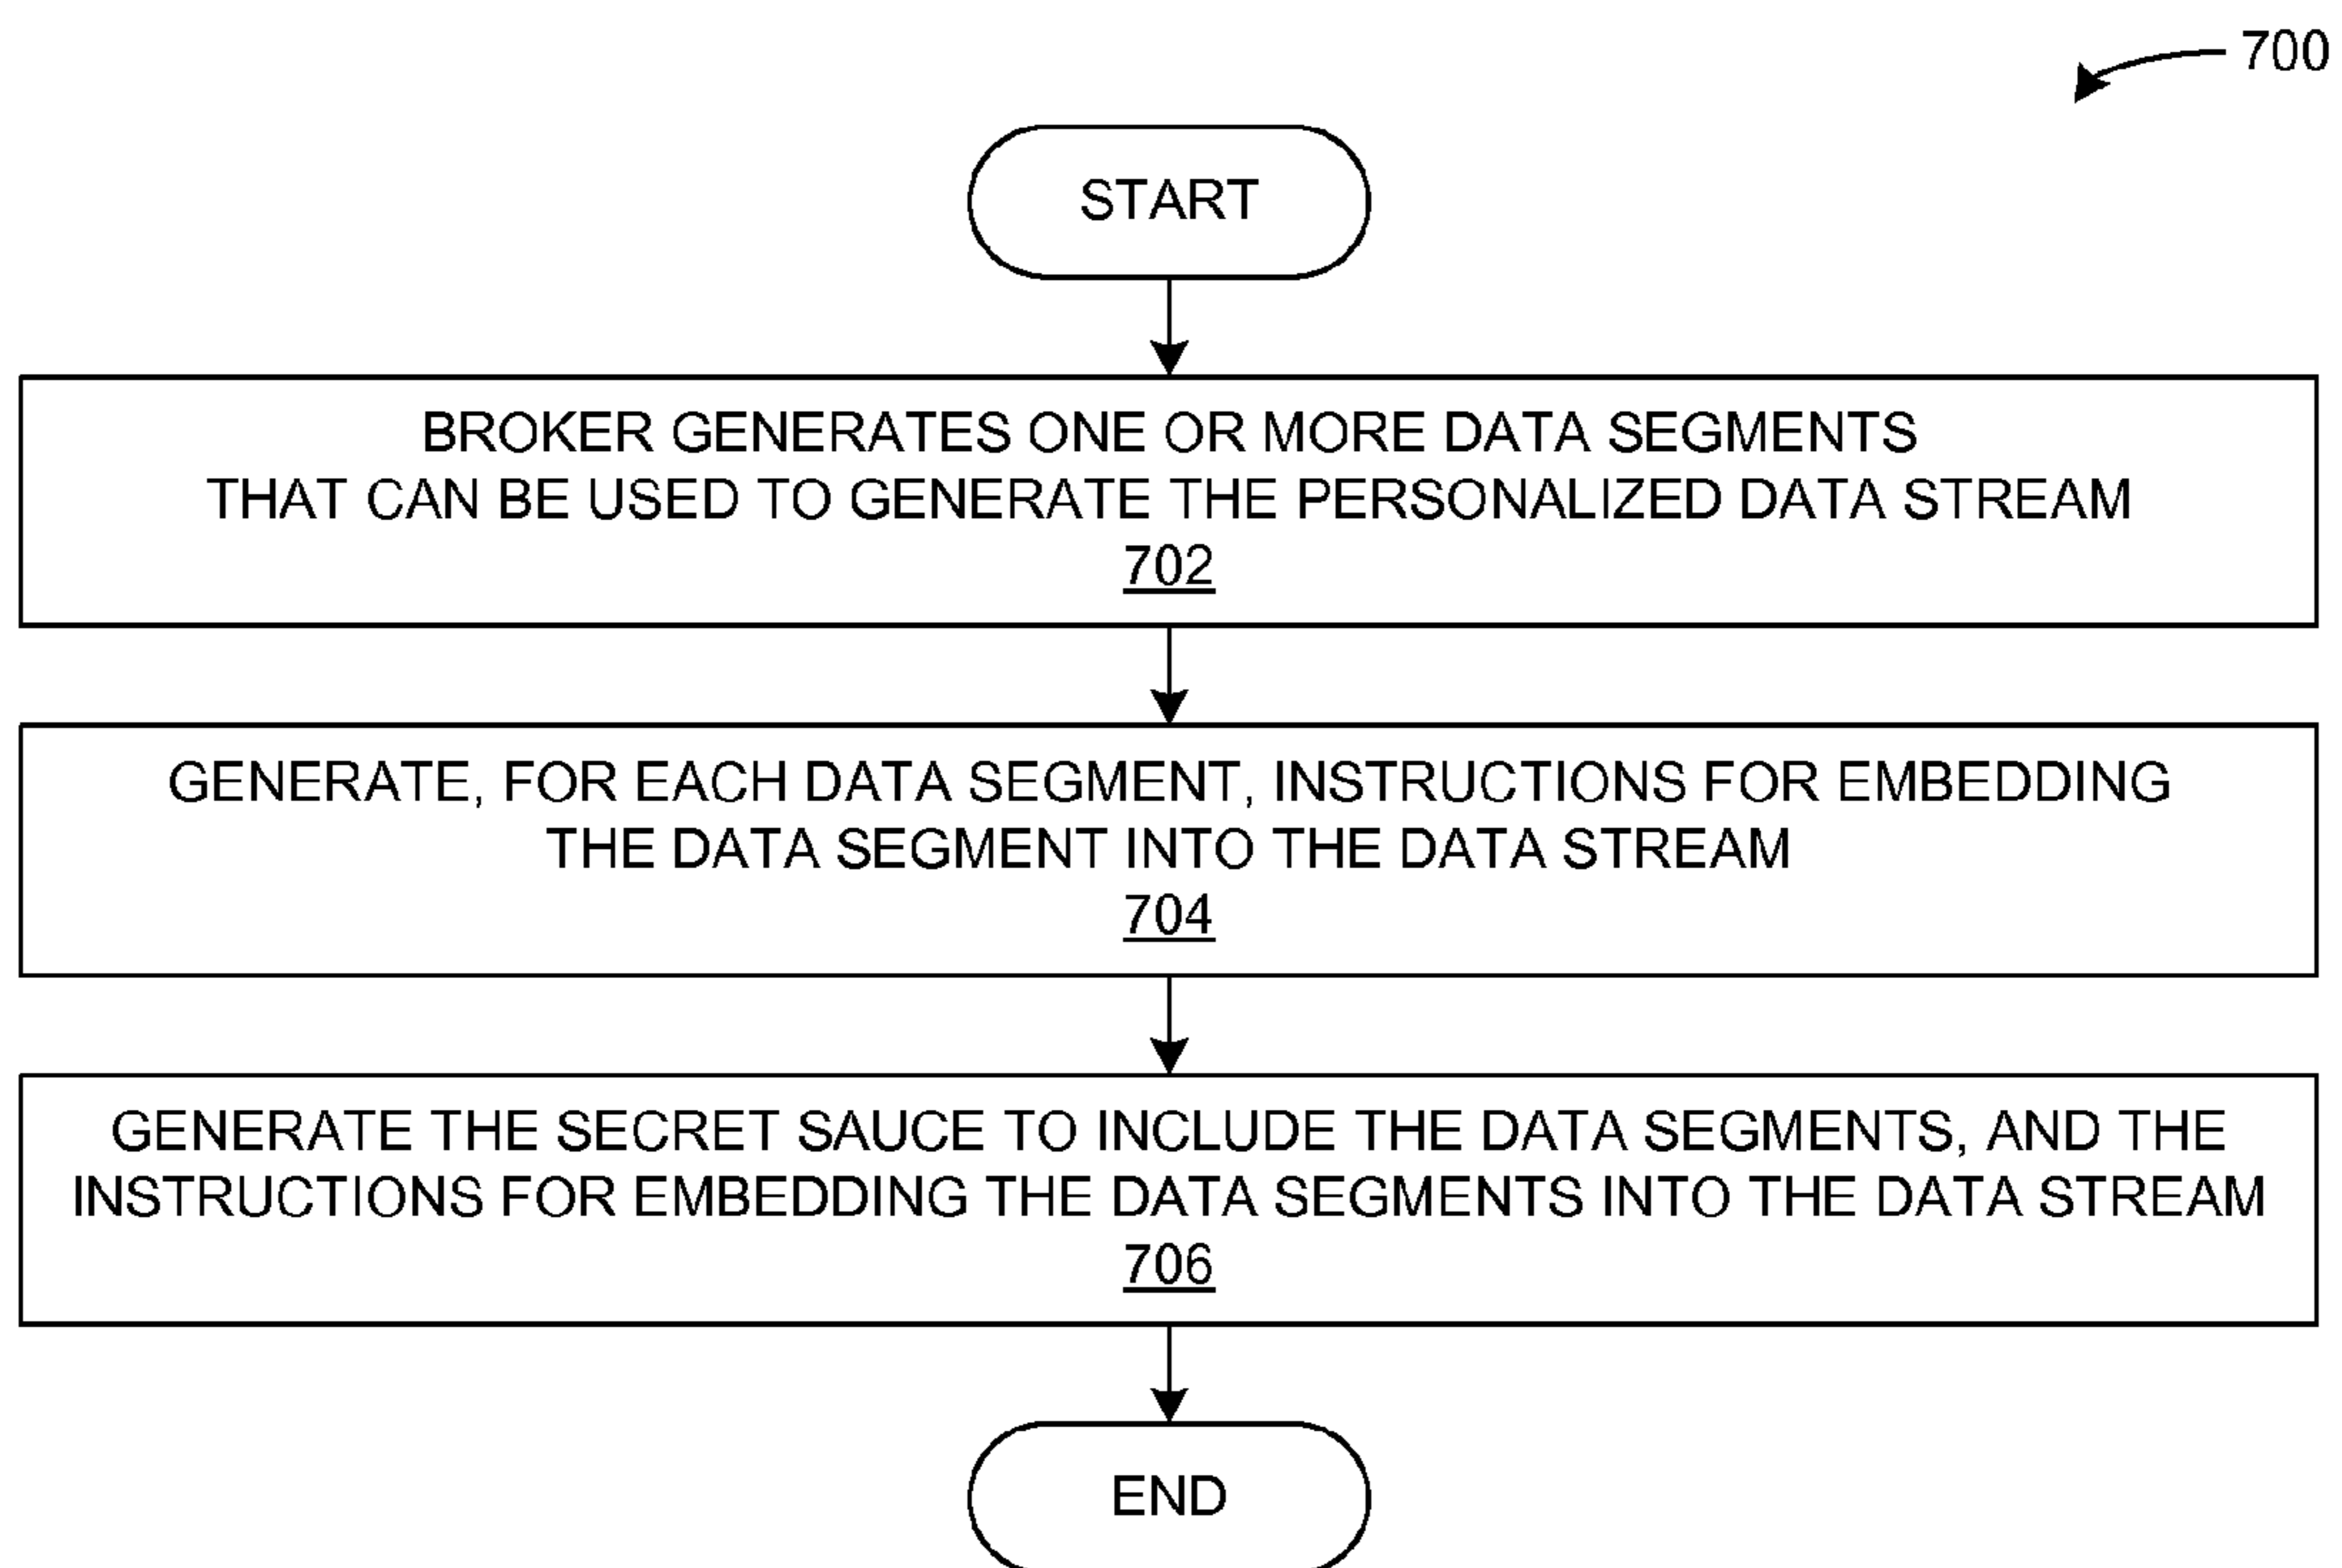 700
START
BROKER GENERATES ONE OR MORE DATA SEGMENTS
THAT CAN BE USED TO GENERATE THE PERSONALIZED DATA STREAM
702
GENERATE, FOR EACH DATA SEGMENT, INSTRUCTIONS FOR EMBEDDING
THE DATA SEGMENT INTO THE DATA STREAM
704
GENERATE THE SECRET SAUCE TO INCLUDE THE DATA SEGMENTS, AND THE
INSTRUCTIONS FOR EMBEDDING THE DATA SEGMENTS INTO THE DATA STREAM
706
END